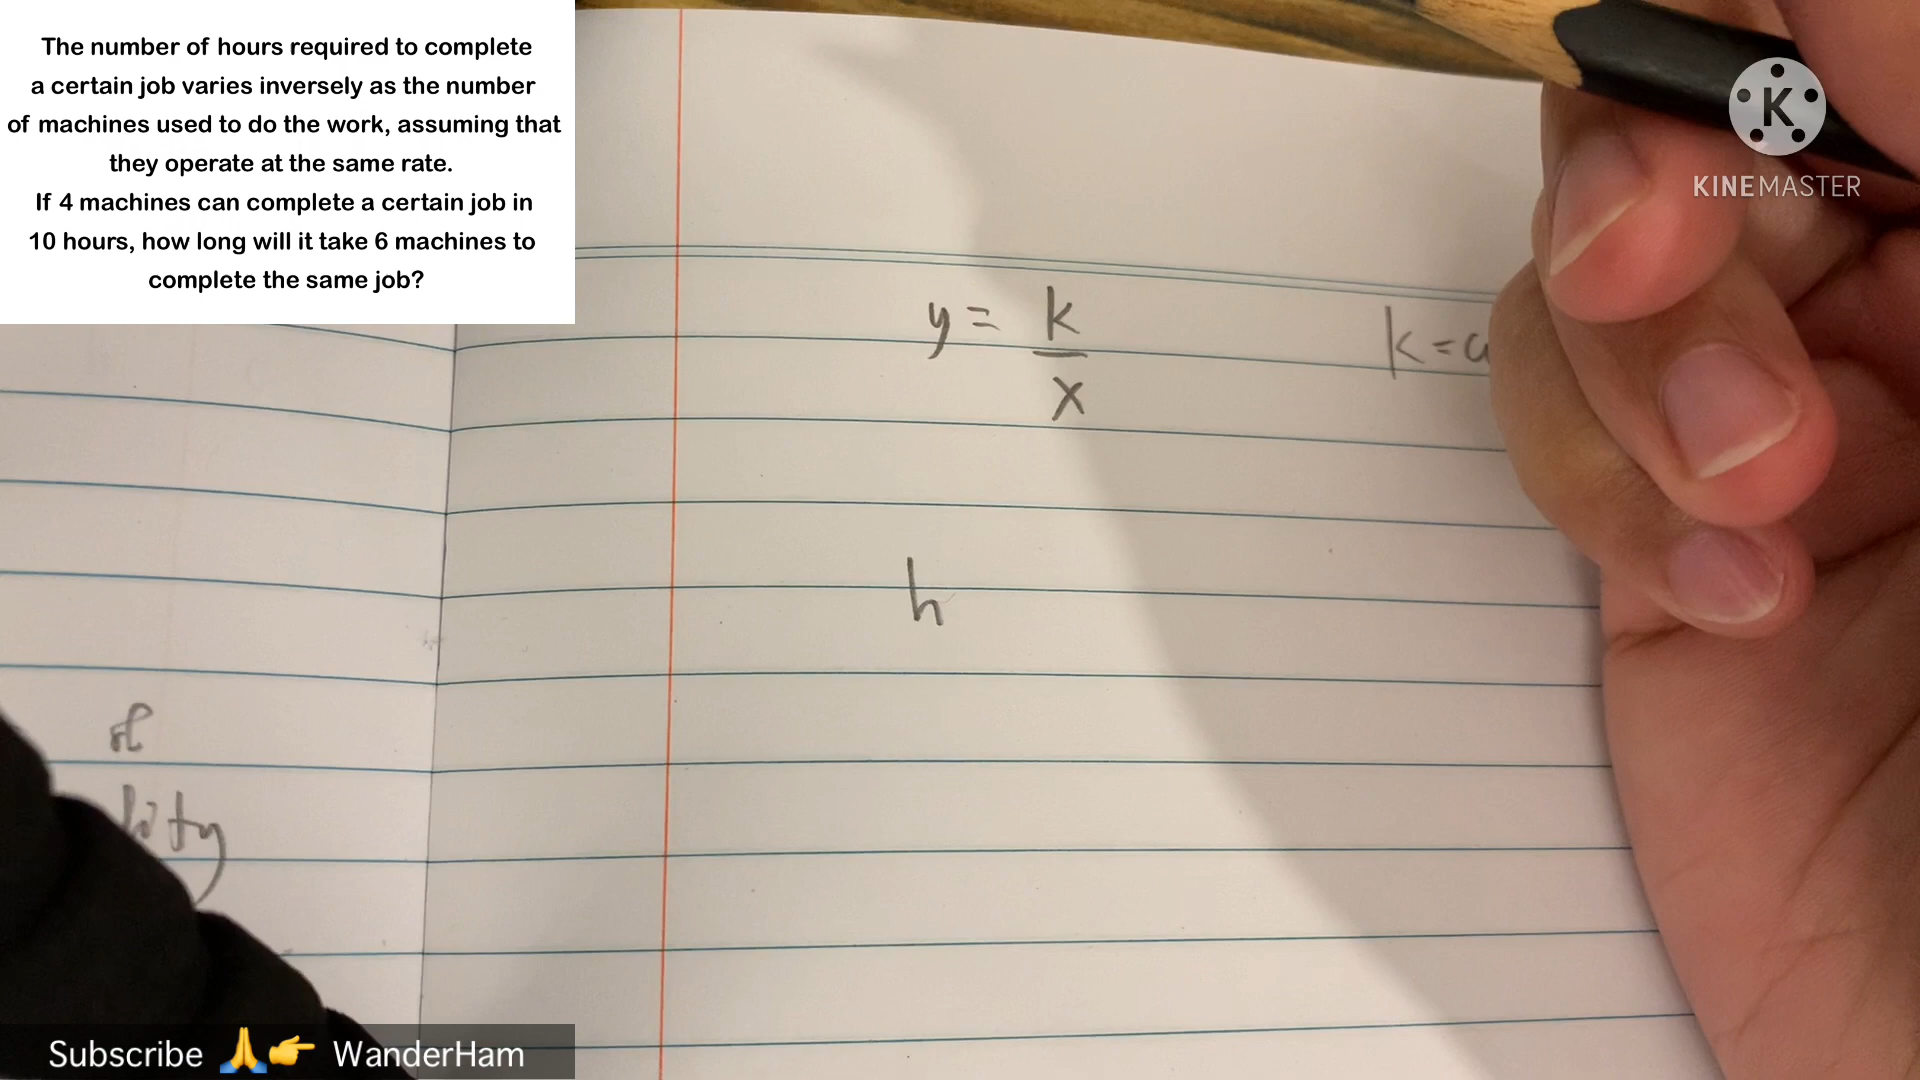 The number of hours required to complete
a certain job varies inversely as the number
of machines used to do the work, assuming that
they operate at the same rate.
If 4 machines can complete a certain job in
10 hours, how long will it take 6 machines to
complete the same job?
K
KINEMASTER
y = k
x
k =
h
of
lity
Subscribe 🙏👉 WanderHam